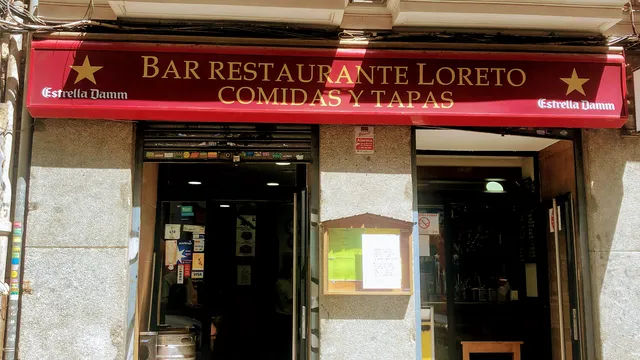 BAR RESTAURANTE LORETO
COMIDAS Y TAPAS
Estrella Damm
Estrella Damm